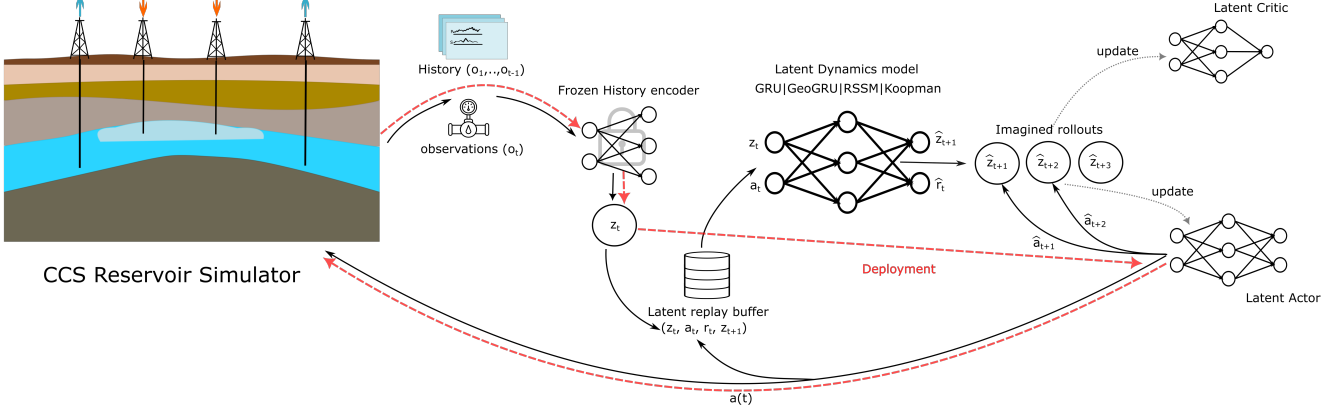 Latent Critic
History (o1,..,ot-1)
update
observations (ot)
Frozen History encoder
Latent Dynamics model
GRU|GeoGRU|RSSM|Koopman
zt
at
ẑt+1
r̂t
Imagined rollouts
ẑt+1
ẑt+2
ẑt+3
update
zt
ât+1
ât+2
Deployment
CCS Reservoir Simulator
Latent Actor
Latent replay buffer
(zt, at, rt, zt+1)
a(t)